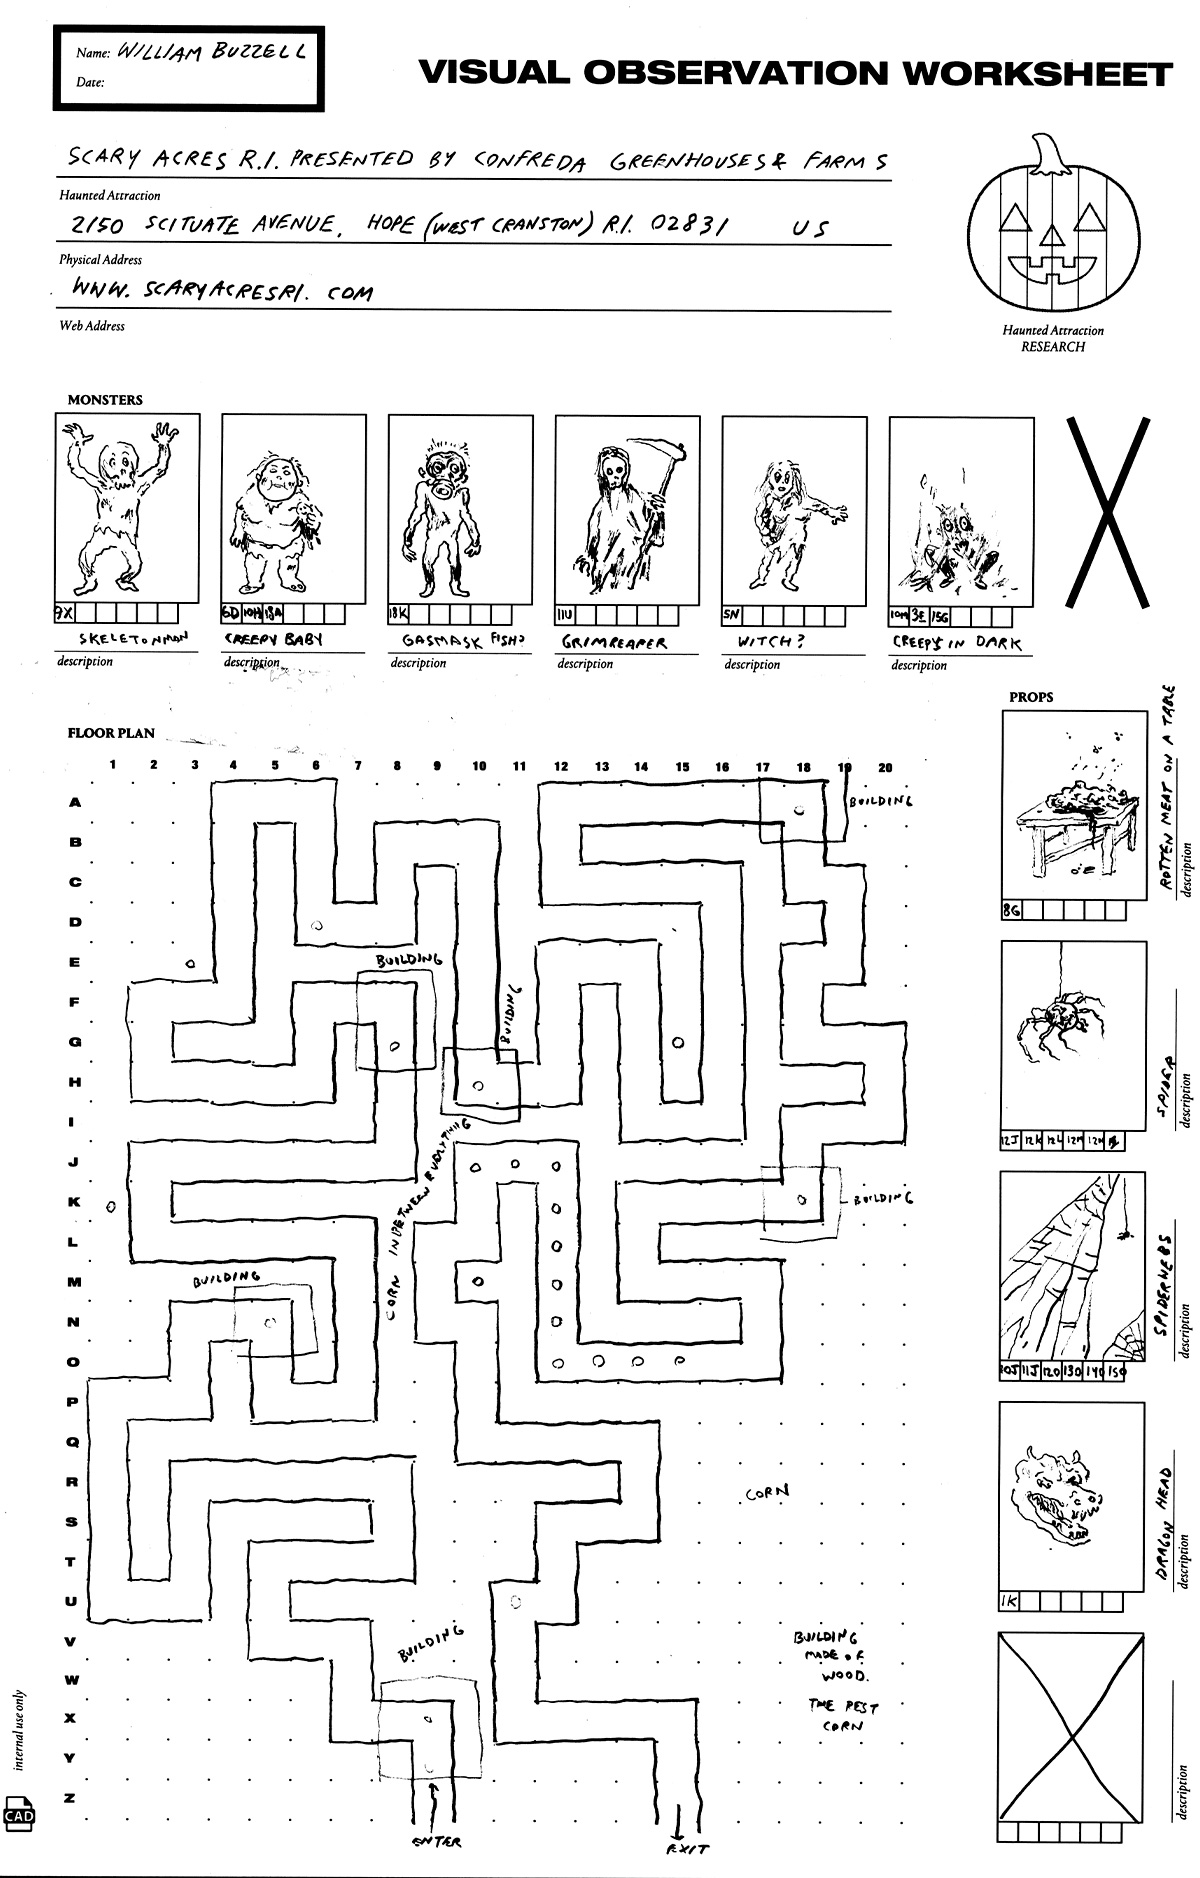 Name: WILLIAM BUZZELL
Date:
VISUAL OBSERVATION WORKSHEET
SCARY ACRES R.I. PRESENTED BY CONFREDA GREENHOUSES & FARMS
Haunted Attraction
2150 SCITUATE AVENUE, HOPE (WEST CRANSTON) R.I. 02831 US
Physical Address
WWW. SCARYACRESRI. COM
Web Address
Haunted Attraction
RESEARCH
MONSTERS
9X
6D 10H 18A
18K
11U
5N
10M 3E 15G
SKELETONMAN
CREEPY BABY
GASMASK FISH?
GRIMREAPER
WITCH?
CREEPY IN DARK
description
description
description
description
description
description
FLOOR PLAN
1 2 3 4 5 6 7 8 9 10 11 12 13 14 15 16 17 18 19 20
A
B
C
D
E
F
G
H
I
J
K
L
M
N
O
P
Q
R
S
T
U
V
W
X
Y
Z
BUILDING
BUILDING
BUILDING
CORN INBETWEEN EVERYTHING
BUILDING
BUILDING
CORN
BUILDING
BUILDING
MADE OF
WOOD.
THE REST
CORN
ENTER
EXIT
PROPS
8G
ROTTEN MEAT ON A TABLE
description
12J 12K 12L 12M 12N
SPIDER
description
10J 11J 12O 13O 14O 15O
SPIDERWEBS
description
1K
DRAGON HEAD
description
description
internal use only
CAD